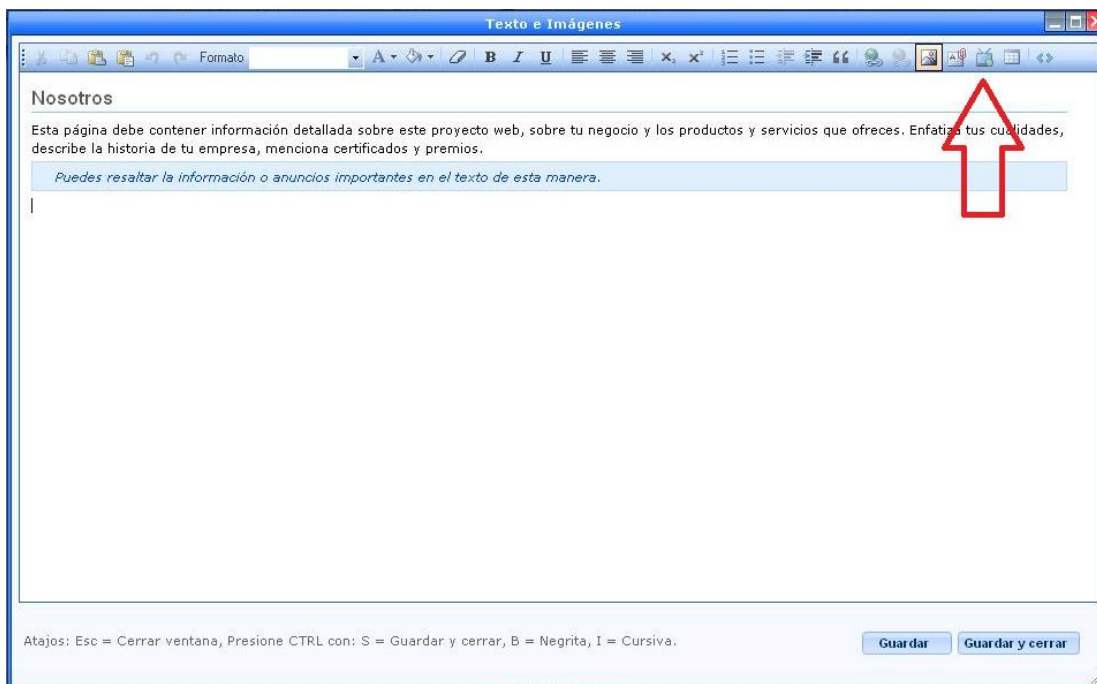 Texto e Imágenes
Formato
A
B I U
x₂ x²
Nosotros
Esta página debe contener información detallada sobre este proyecto web, sobre tu negocio y los productos y servicios que ofreces. Enfatiza tus cualidades,
describe la historia de tu empresa, menciona certificados y premios.
Puedes resaltar la información o anuncios importantes en el texto de esta manera.
Atajos: Esc = Cerrar ventana, Presione CTRL con: S = Guardar y cerrar, B = Negrita, I = Cursiva.
Guardar
Guardar y cerrar